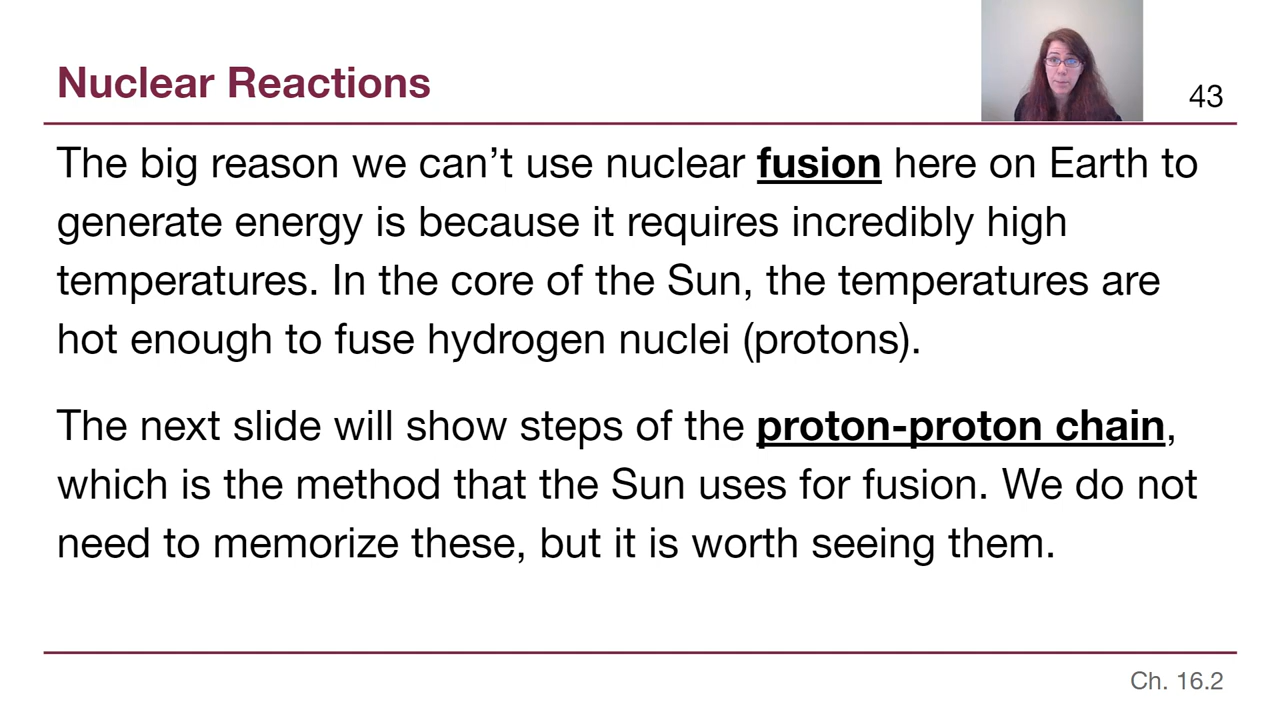 Nuclear Reactions
43
The big reason we can’t use nuclear fusion here on Earth to
generate energy is because it requires incredibly high
temperatures. In the core of the Sun, the temperatures are
hot enough to fuse hydrogen nuclei (protons).
The next slide will show steps of the proton-proton chain,
which is the method that the Sun uses for fusion. We do not
need to memorize these, but it is worth seeing them.
Ch. 16.2